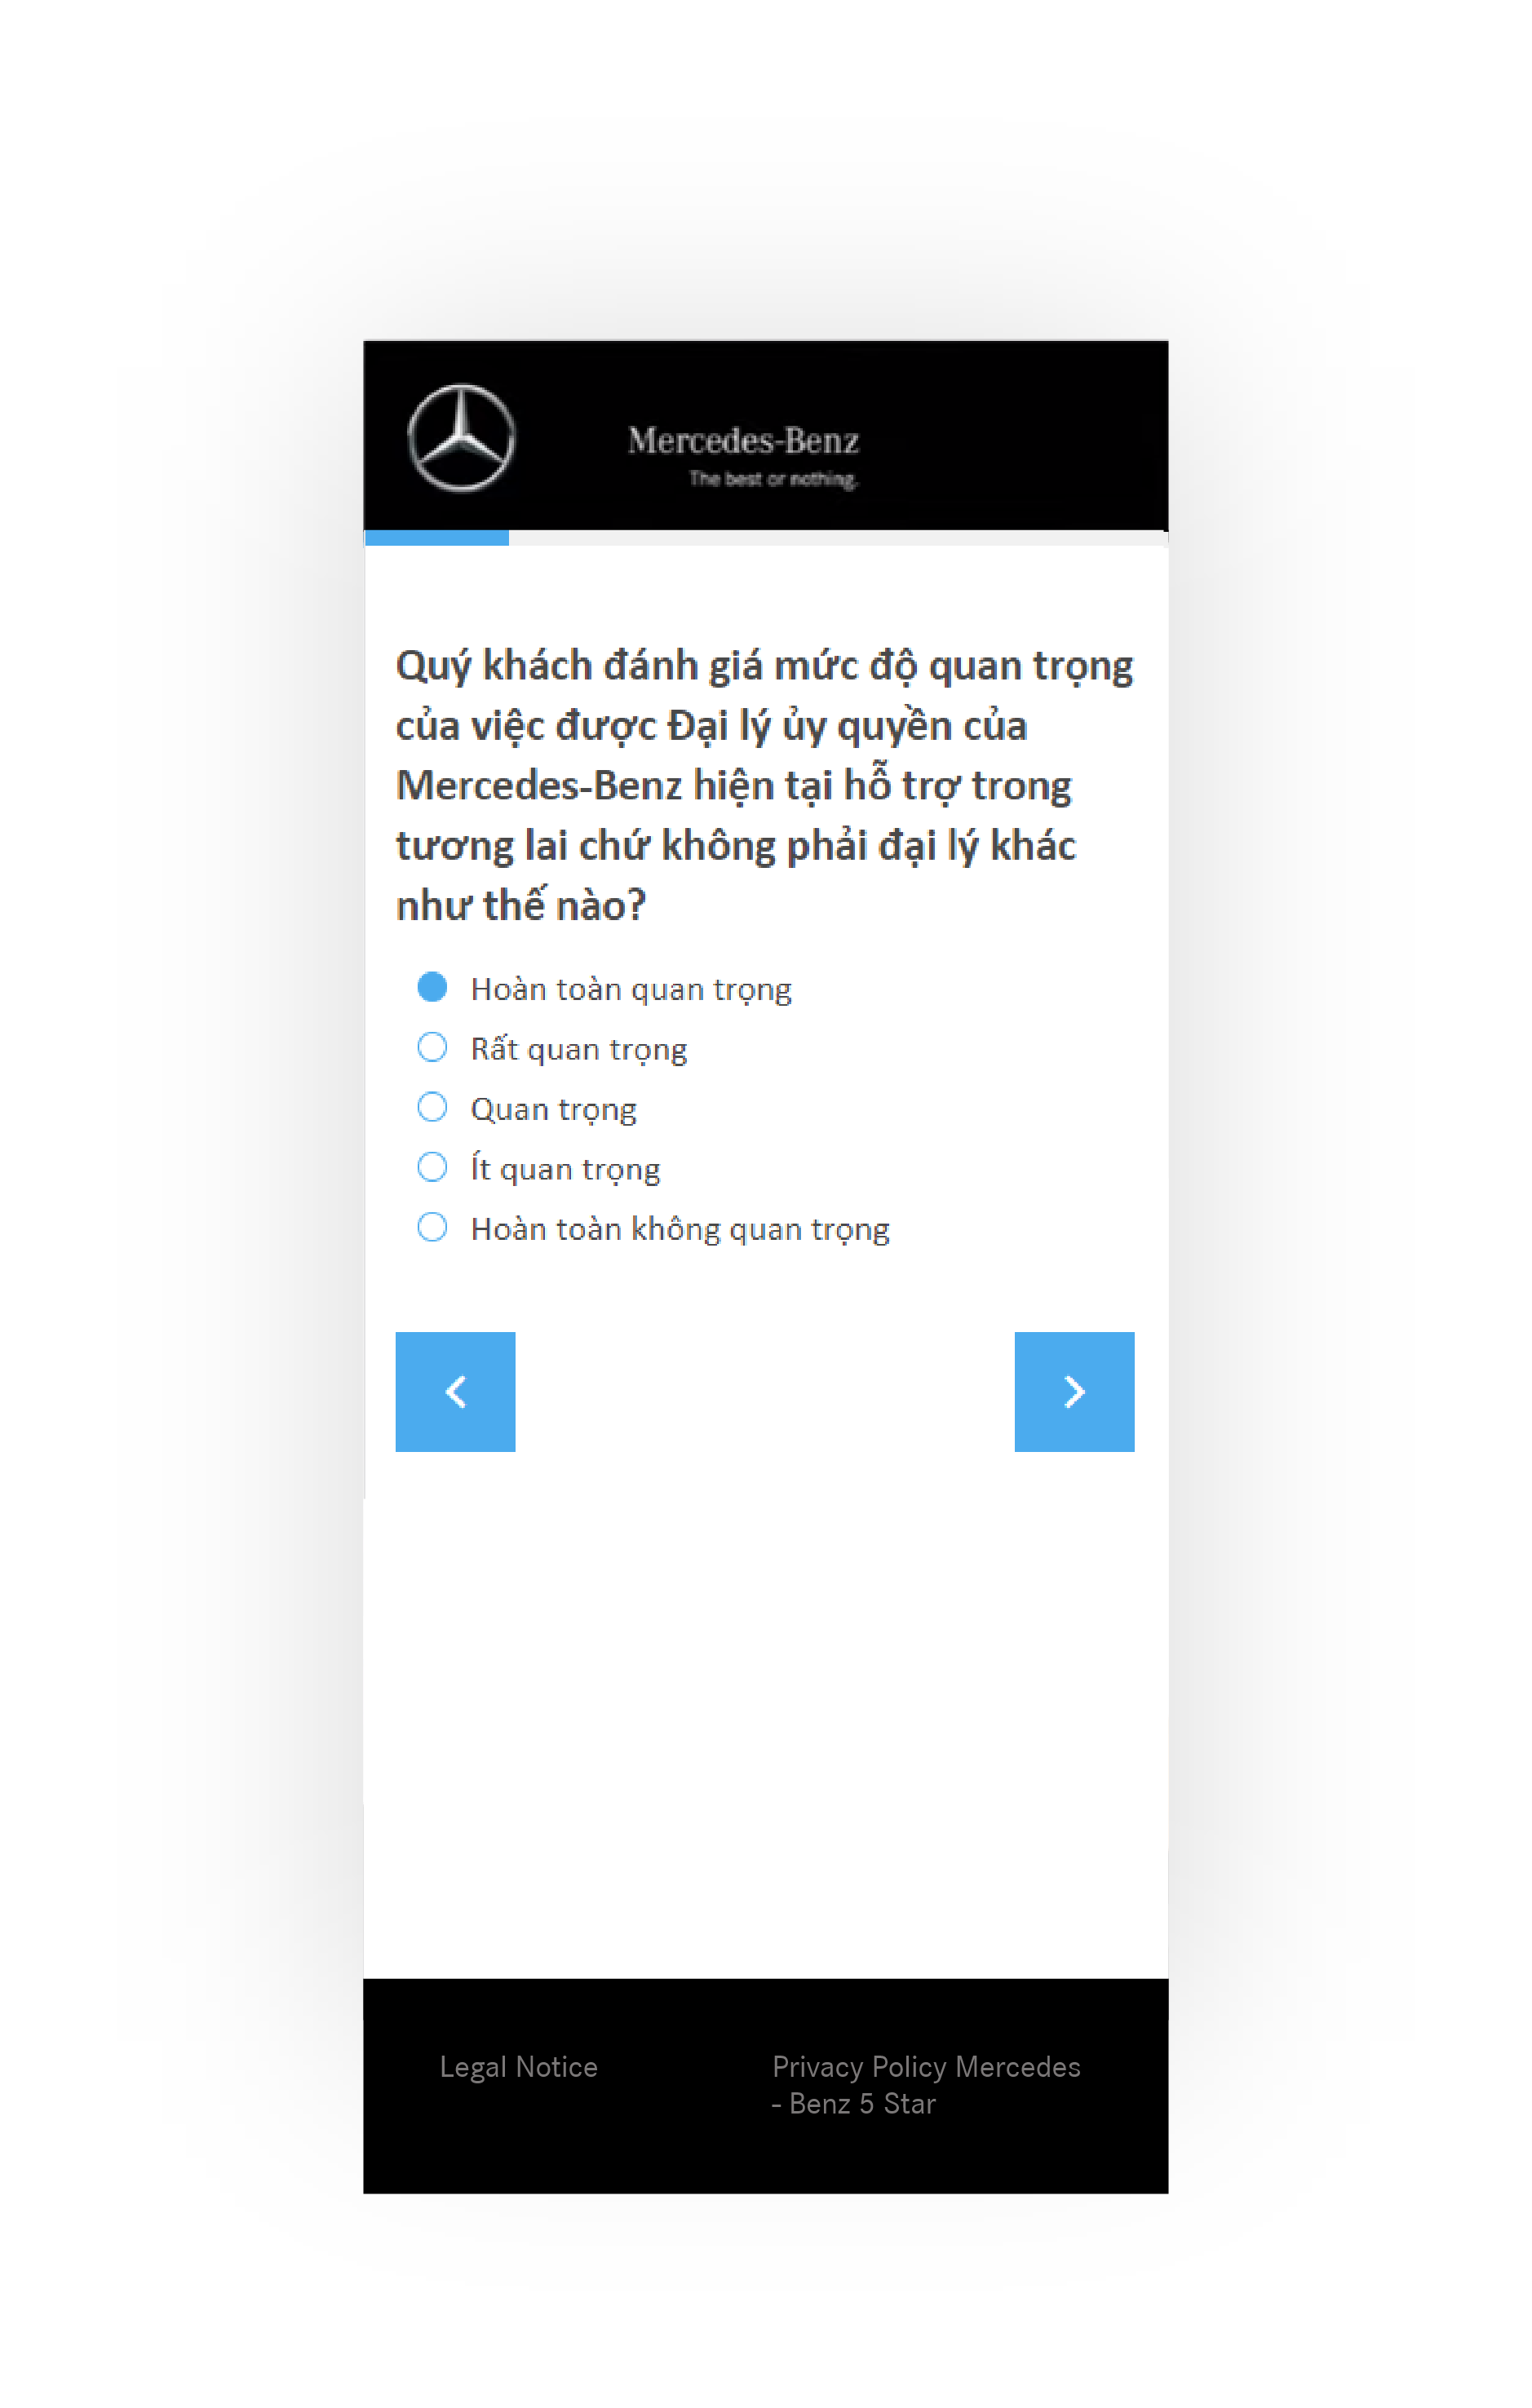 Mercedes-Benz
The best or nothing.
Quý khách đánh giá mức độ quan trọng
của việc được Đại lý ủy quyền của
Mercedes-Benz hiện tại hỗ trợ trong
tương lai chứ không phải đại lý khác
như thế nào?
Hoàn toàn quan trọng
Rất quan trọng
Quan trọng
Ít quan trọng
Hoàn toàn không quan trọng
Legal Notice
Privacy Policy Mercedes
- Benz 5 Star